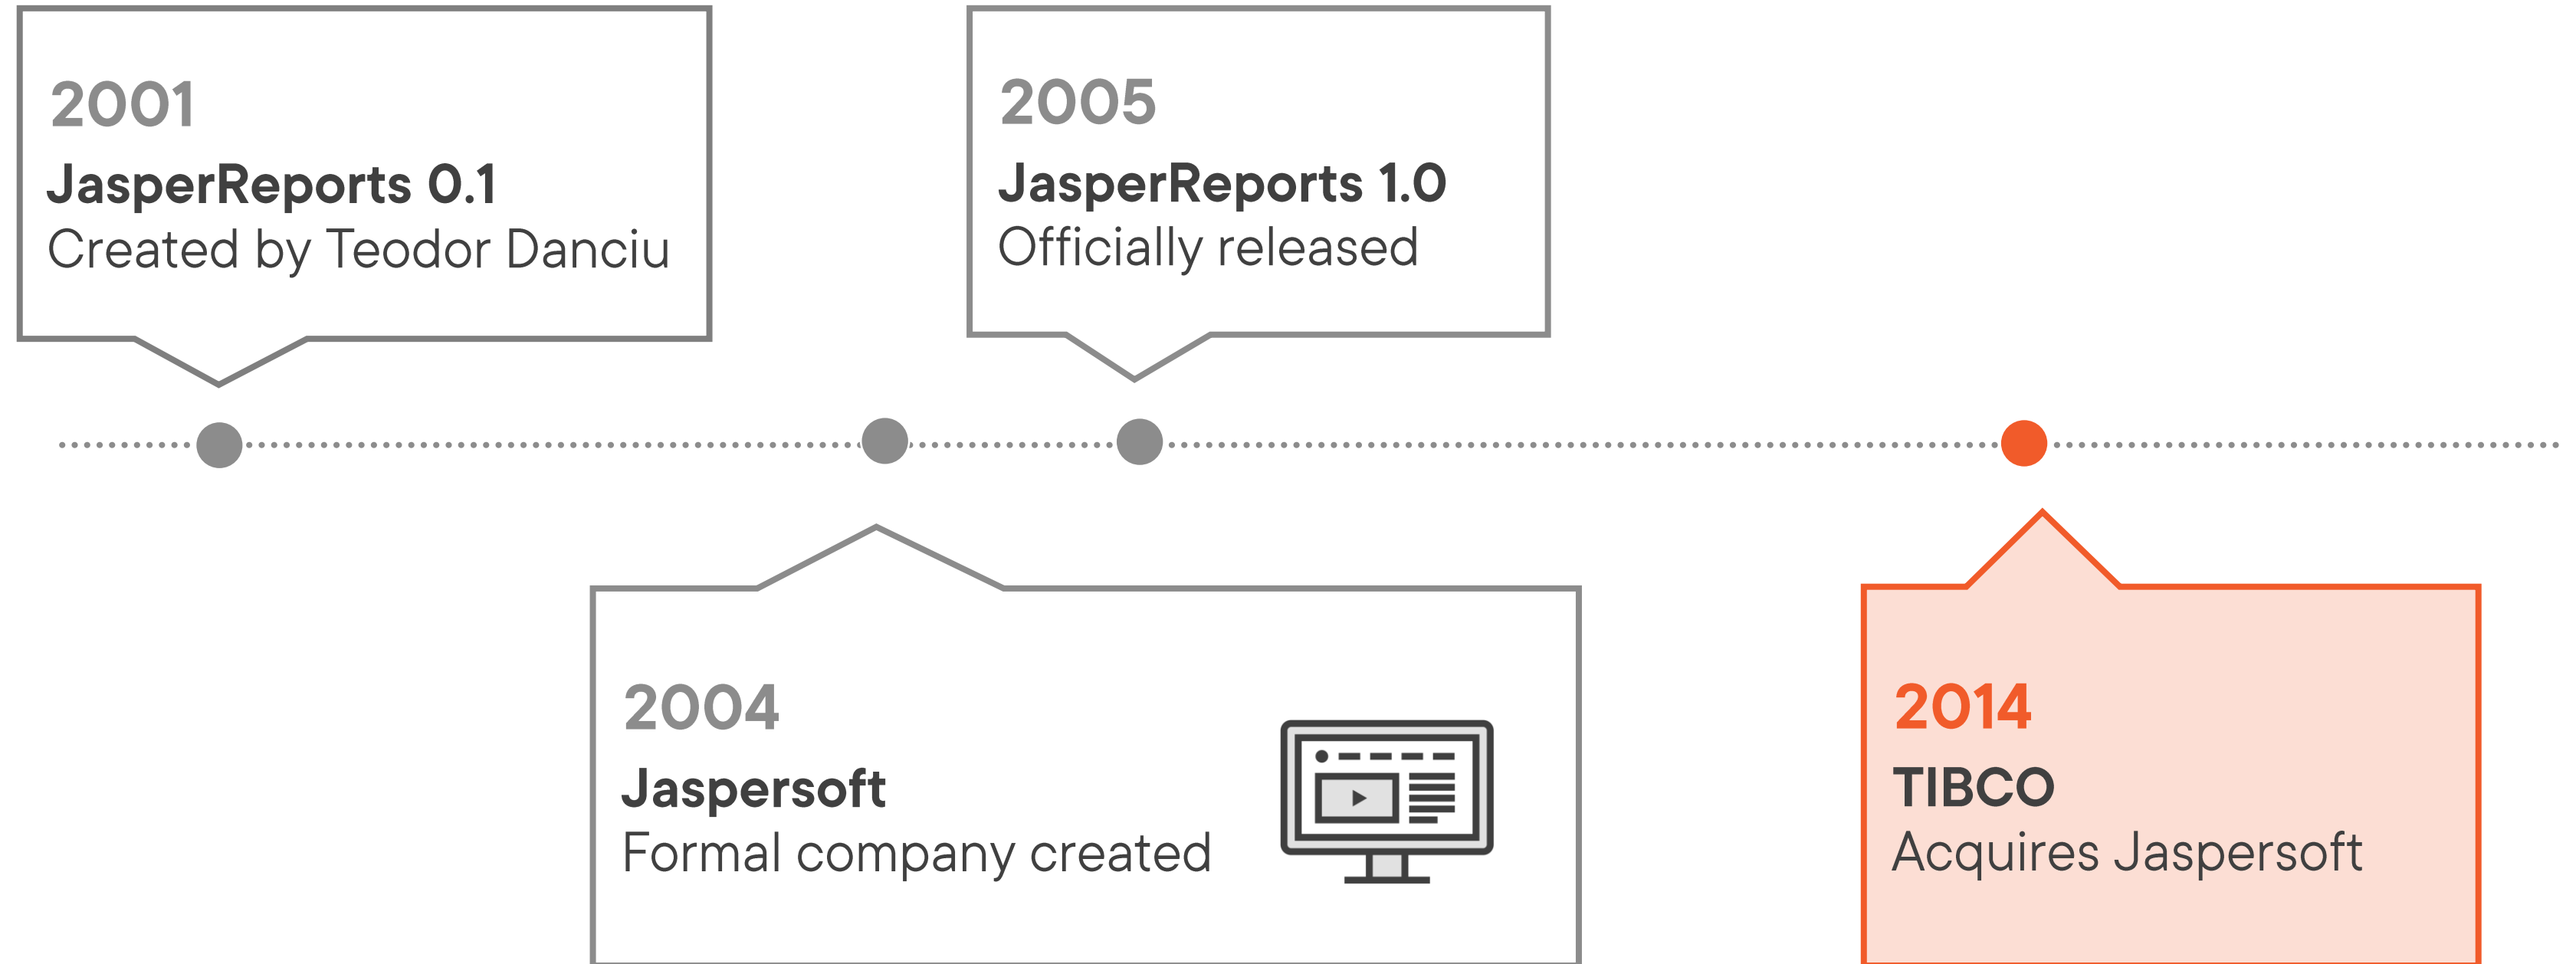 2001
JasperReports 0.1
Created by Teodor Danciu
2005
JasperReports 1.0
Officially released
2004
Jaspersoft
Formal company created
2014
TIBCO
Acquires Jaspersoft